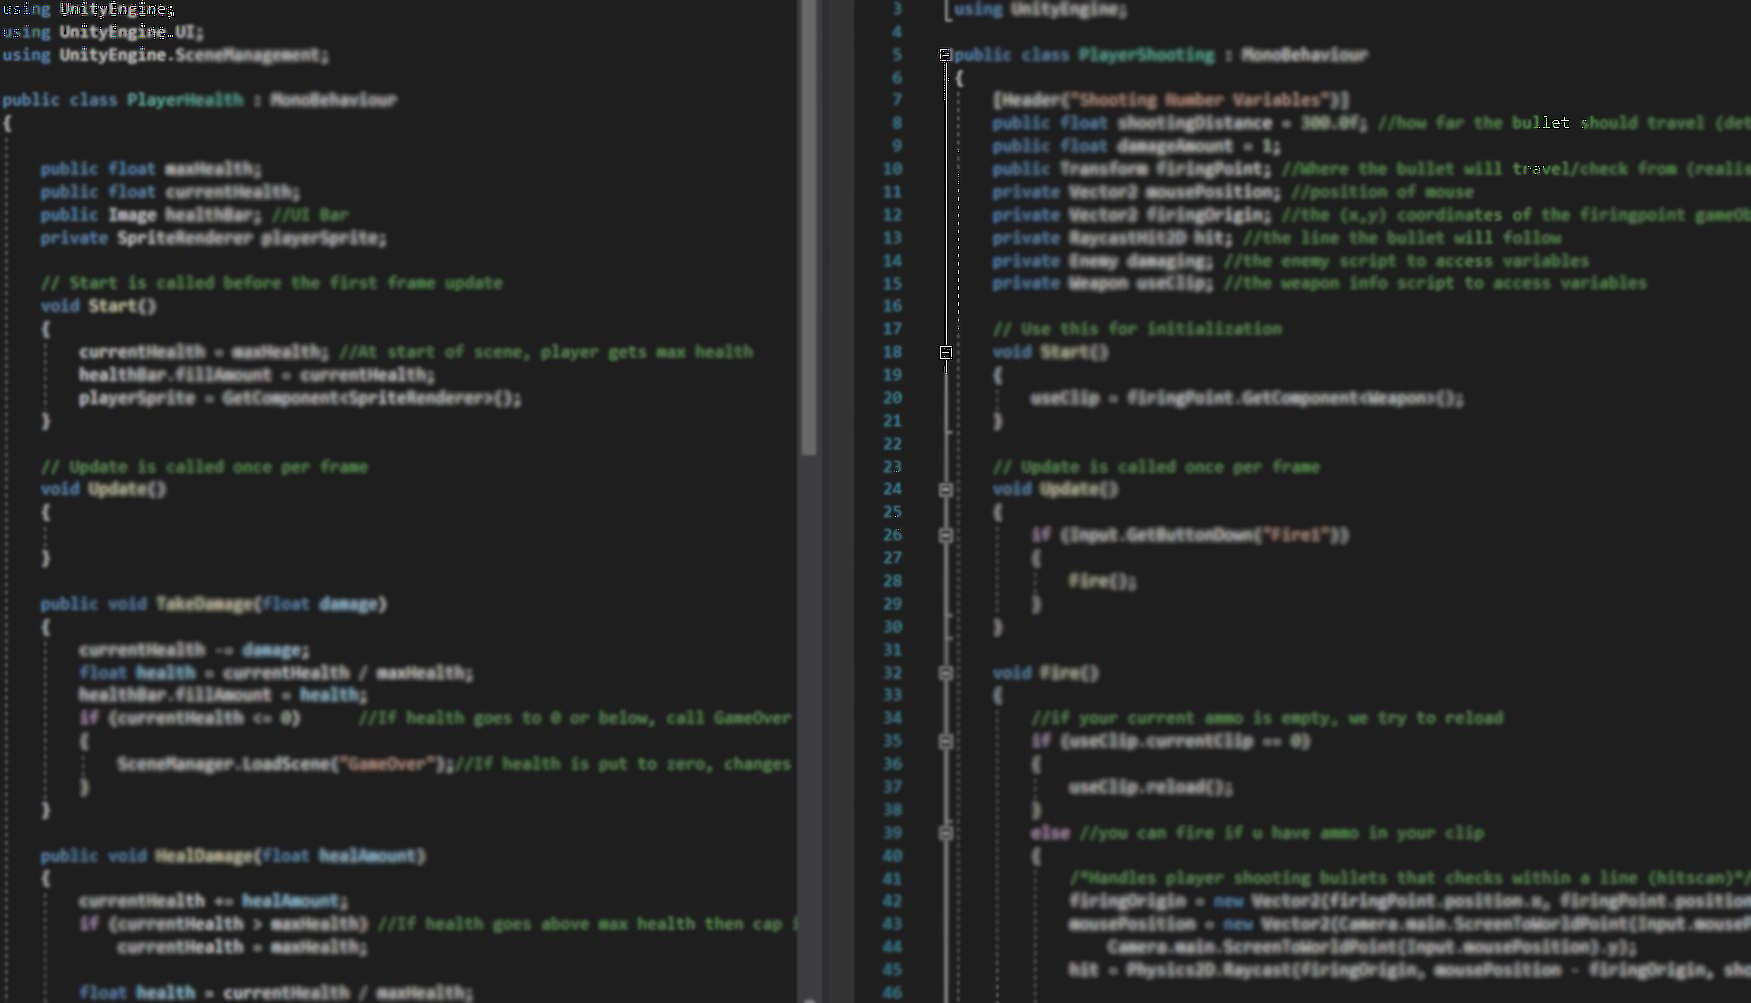 using UnityEngine;
using UnityEngine.UI;
using UnityEngine.SceneManagement;
public class PlayerHealth : MonoBehaviour
{
public float maxHealth;
public float currentHealth;
public Image healthBar; //UI Bar
private SpriteRenderer playerSprite;
// Start is called before the first frame update
void Start()
{
currentHealth = maxHealth; //At start of scene, player gets max health
healthBar.fillAmount = currentHealth;
playerSprite = GetComponent<SpriteRenderer>();
}
// Update is called once per frame
void Update()
{
}
public void TakeDamage(float damage)
{
currentHealth -= damage;
float health = currentHealth / maxHealth;
healthBar.fillAmount = health;
if (currentHealth <= 0) //If health goes to 0 or below, call GameOver
{
SceneManager.LoadScene("GameOver");//If health is put to zero, changes
}
}
public void HealDamage(float healAmount)
{
currentHealth += healAmount;
if (currentHealth > maxHealth) //If health goes above max health then cap
currentHealth = maxHealth;
float health = currentHealth / maxHealth;
3 using UnityEngine;
4
5 public class PlayerShooting : MonoBehaviour
6 {
7 [Header("Shooting Number Variables")]
8 public float shootingDistance = 300.0f; //how far the bullet should travel (det
9 public float damageAmount = 1;
10 public Transform firingPoint; //Where the bullet will travel/check from (realis
11 private Vector2 mousePosition; //position of mouse
12 private Vector2 firingOrigin; //the (x,y) coordinates of the firingpoint gameOb
13 private RaycastHit2D hit; //the line the bullet will follow
14 private Enemy damaging; //the enemy script to access variables
15 private Weapon useClip; //the weapon info script to access variables
16
17 // Use this for initialization
18 void Start()
19 {
20 useClip = firingPoint.GetComponent<Weapon>();
21 }
22
23 // Update is called once per frame
24 void Update()
25 {
26 if (Input.GetButtonDown("Fire1"))
27 {
28 Fire();
29 }
30 }
31
32 void Fire()
33 {
34 //if your current ammo is empty, we try to reload
35 if (useClip.currentClip == 0)
36 {
37 useClip.reload();
38 }
39 else //you can fire if u have ammo in your clip
40 {
41 /*Handles player shooting bullets that checks within a line (hitscan)*/
42 firingOrigin = new Vector2(firingPoint.position.x, firingPoint.position
43 mousePosition = new Vector2(Camera.main.ScreenToWorldPoint(Input.mouseP
44 Camera.main.ScreenToWorldPoint(Input.mousePosition).y);
45 hit = Physics2D.Raycast(firingOrigin, mousePosition - firingOrigin, sho
46